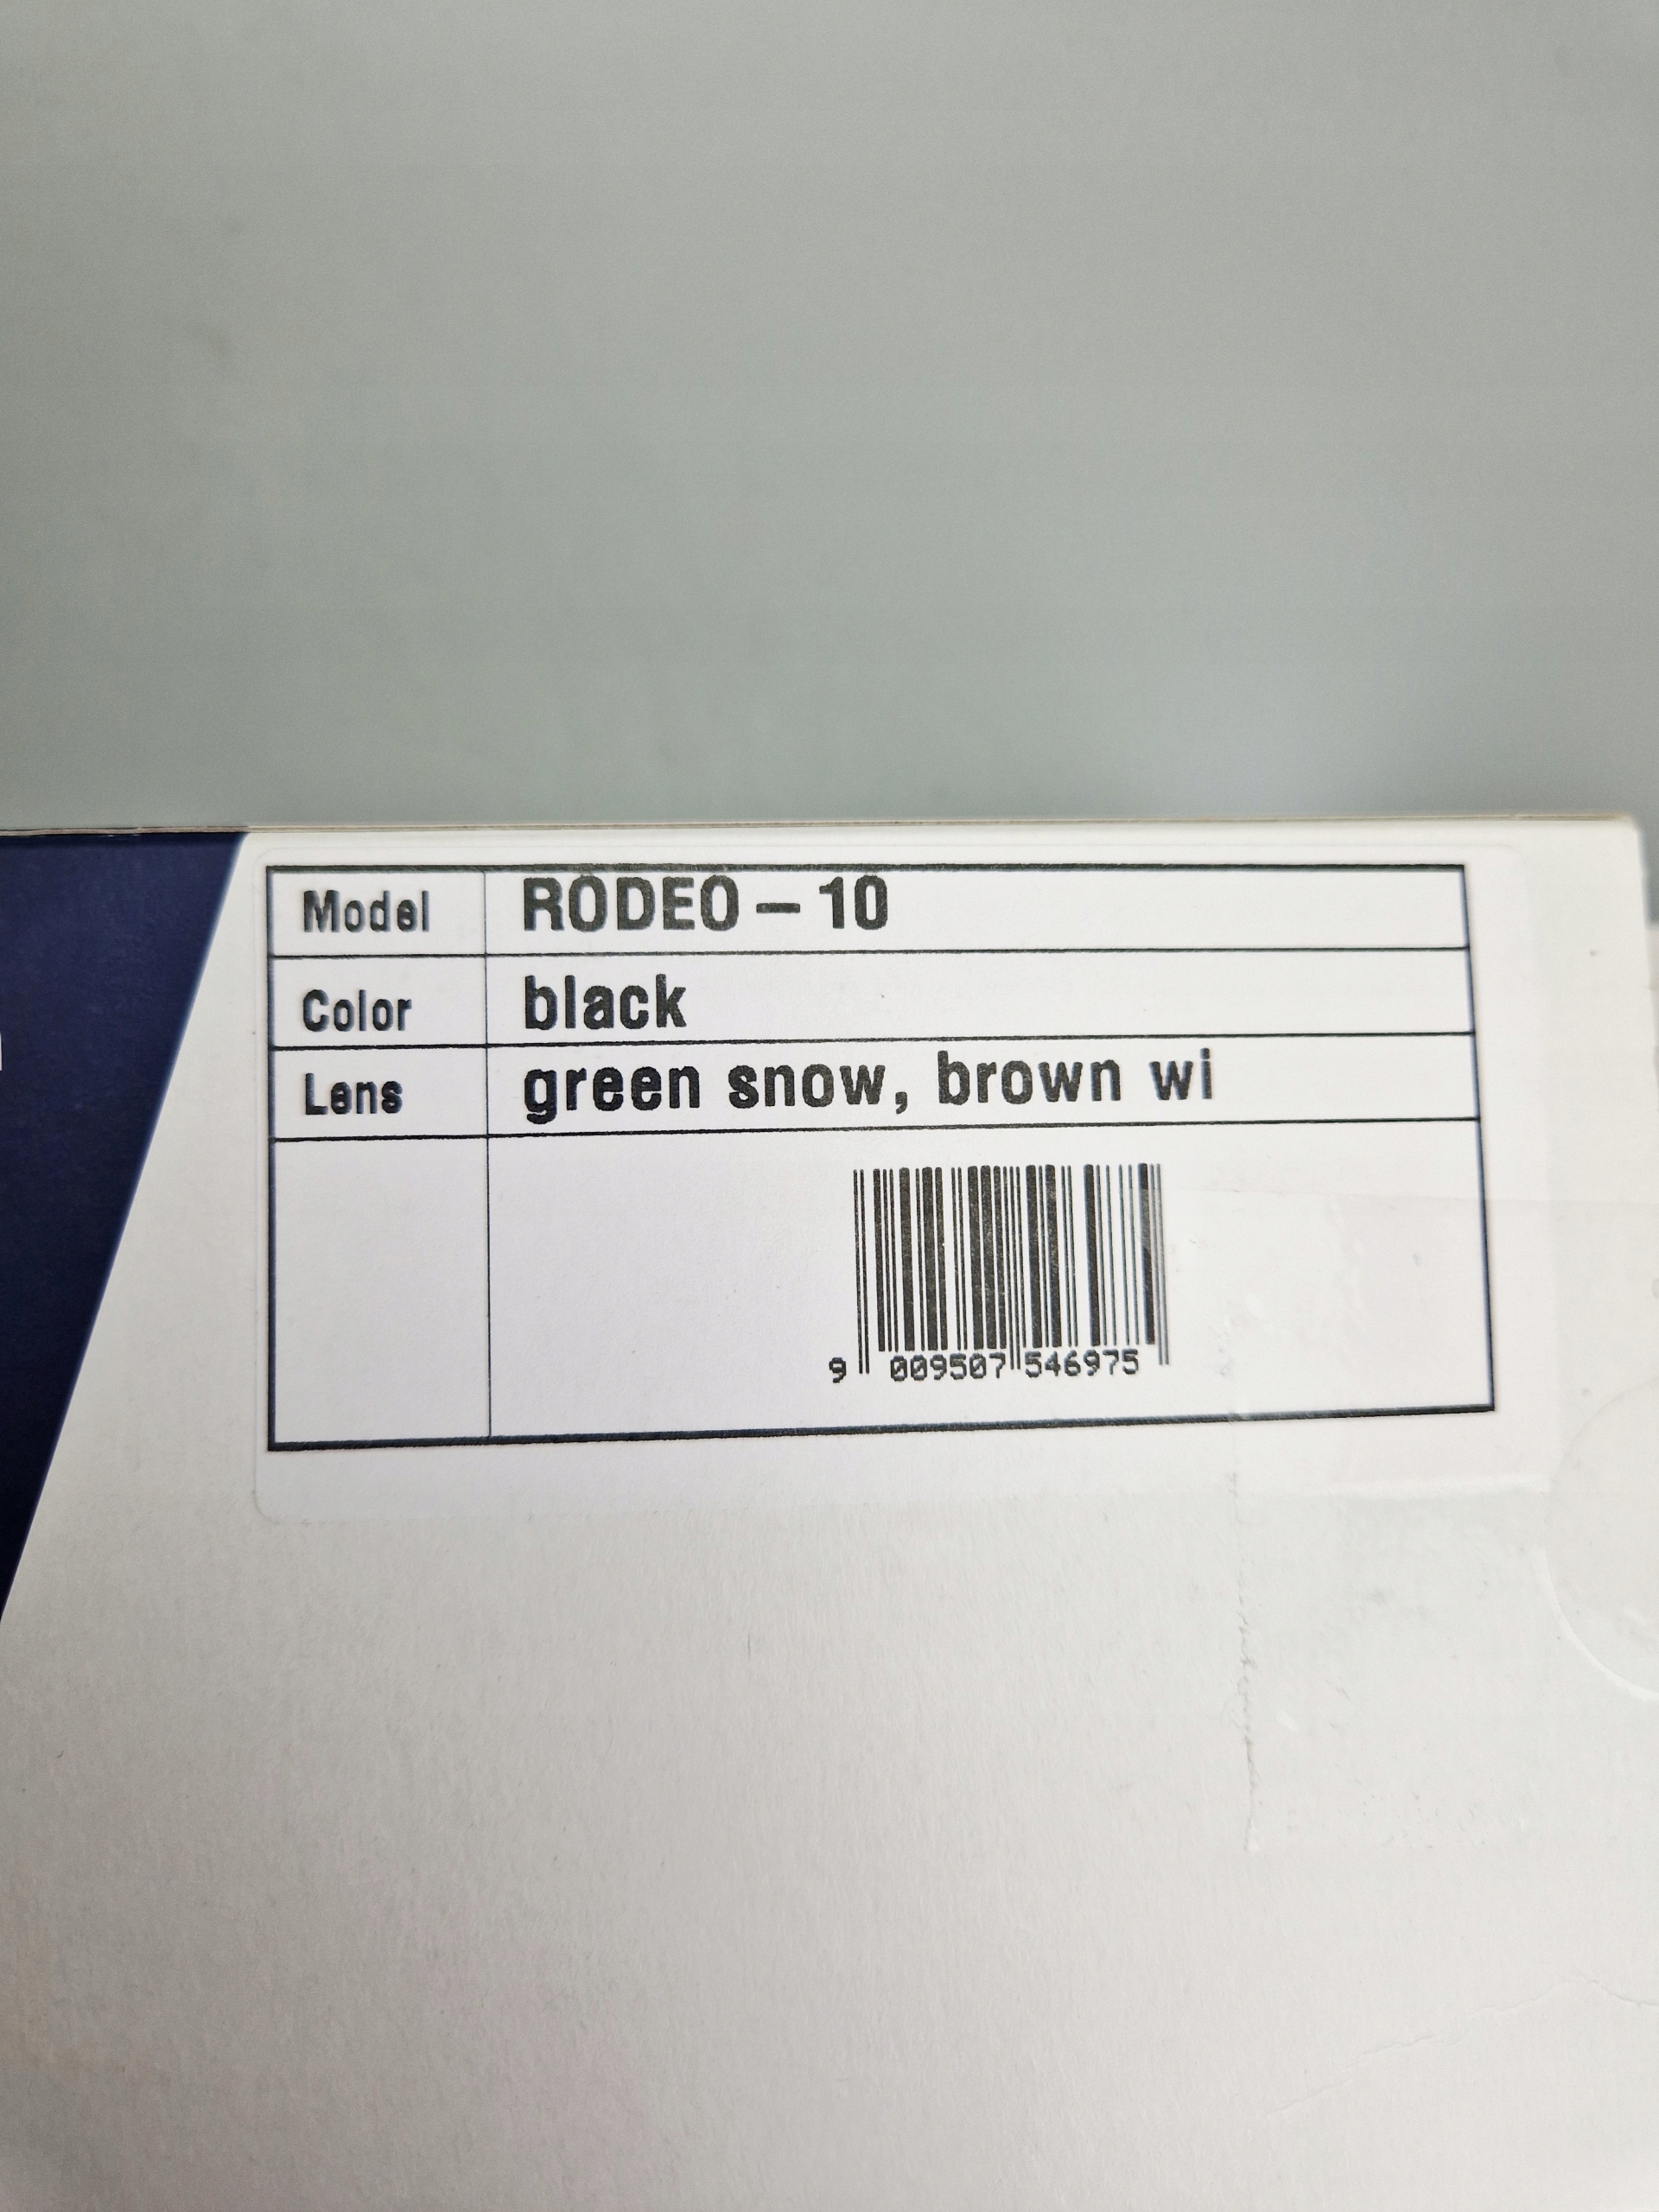 Model RODEO – 10
Color black
Lens green snow, brown wi
9 009507 546975